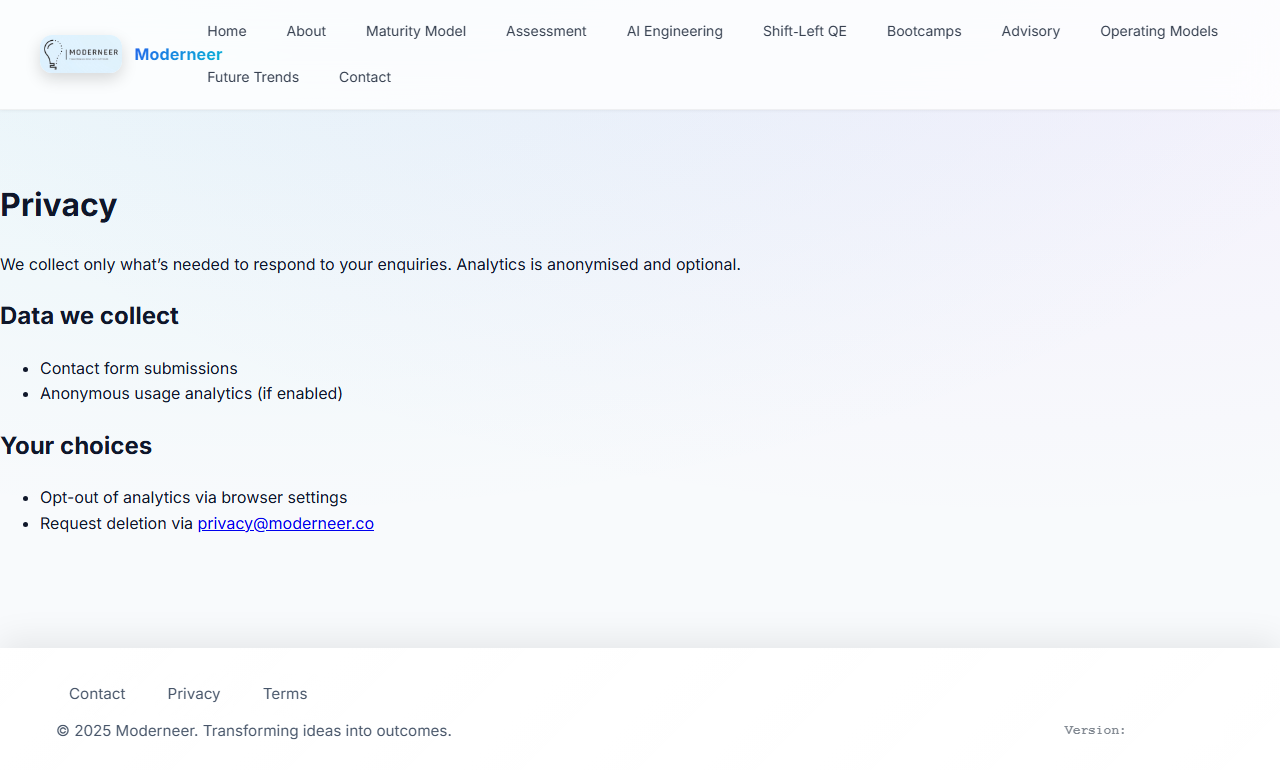 MODERNEER
Moderneer
Home About Maturity Model Assessment AI Engineering Shift-Left QE Bootcamps Advisory Operating Models
Future Trends Contact
Privacy
We collect only what’s needed to respond to your enquiries. Analytics is anonymised and optional.
Data we collect
• Contact form submissions
• Anonymous usage analytics (if enabled)
Your choices
• Opt-out of analytics via browser settings
• Request deletion via privacy@moderneer.co
Contact Privacy Terms
© 2025 Moderneer. Transforming ideas into outcomes.
Version: